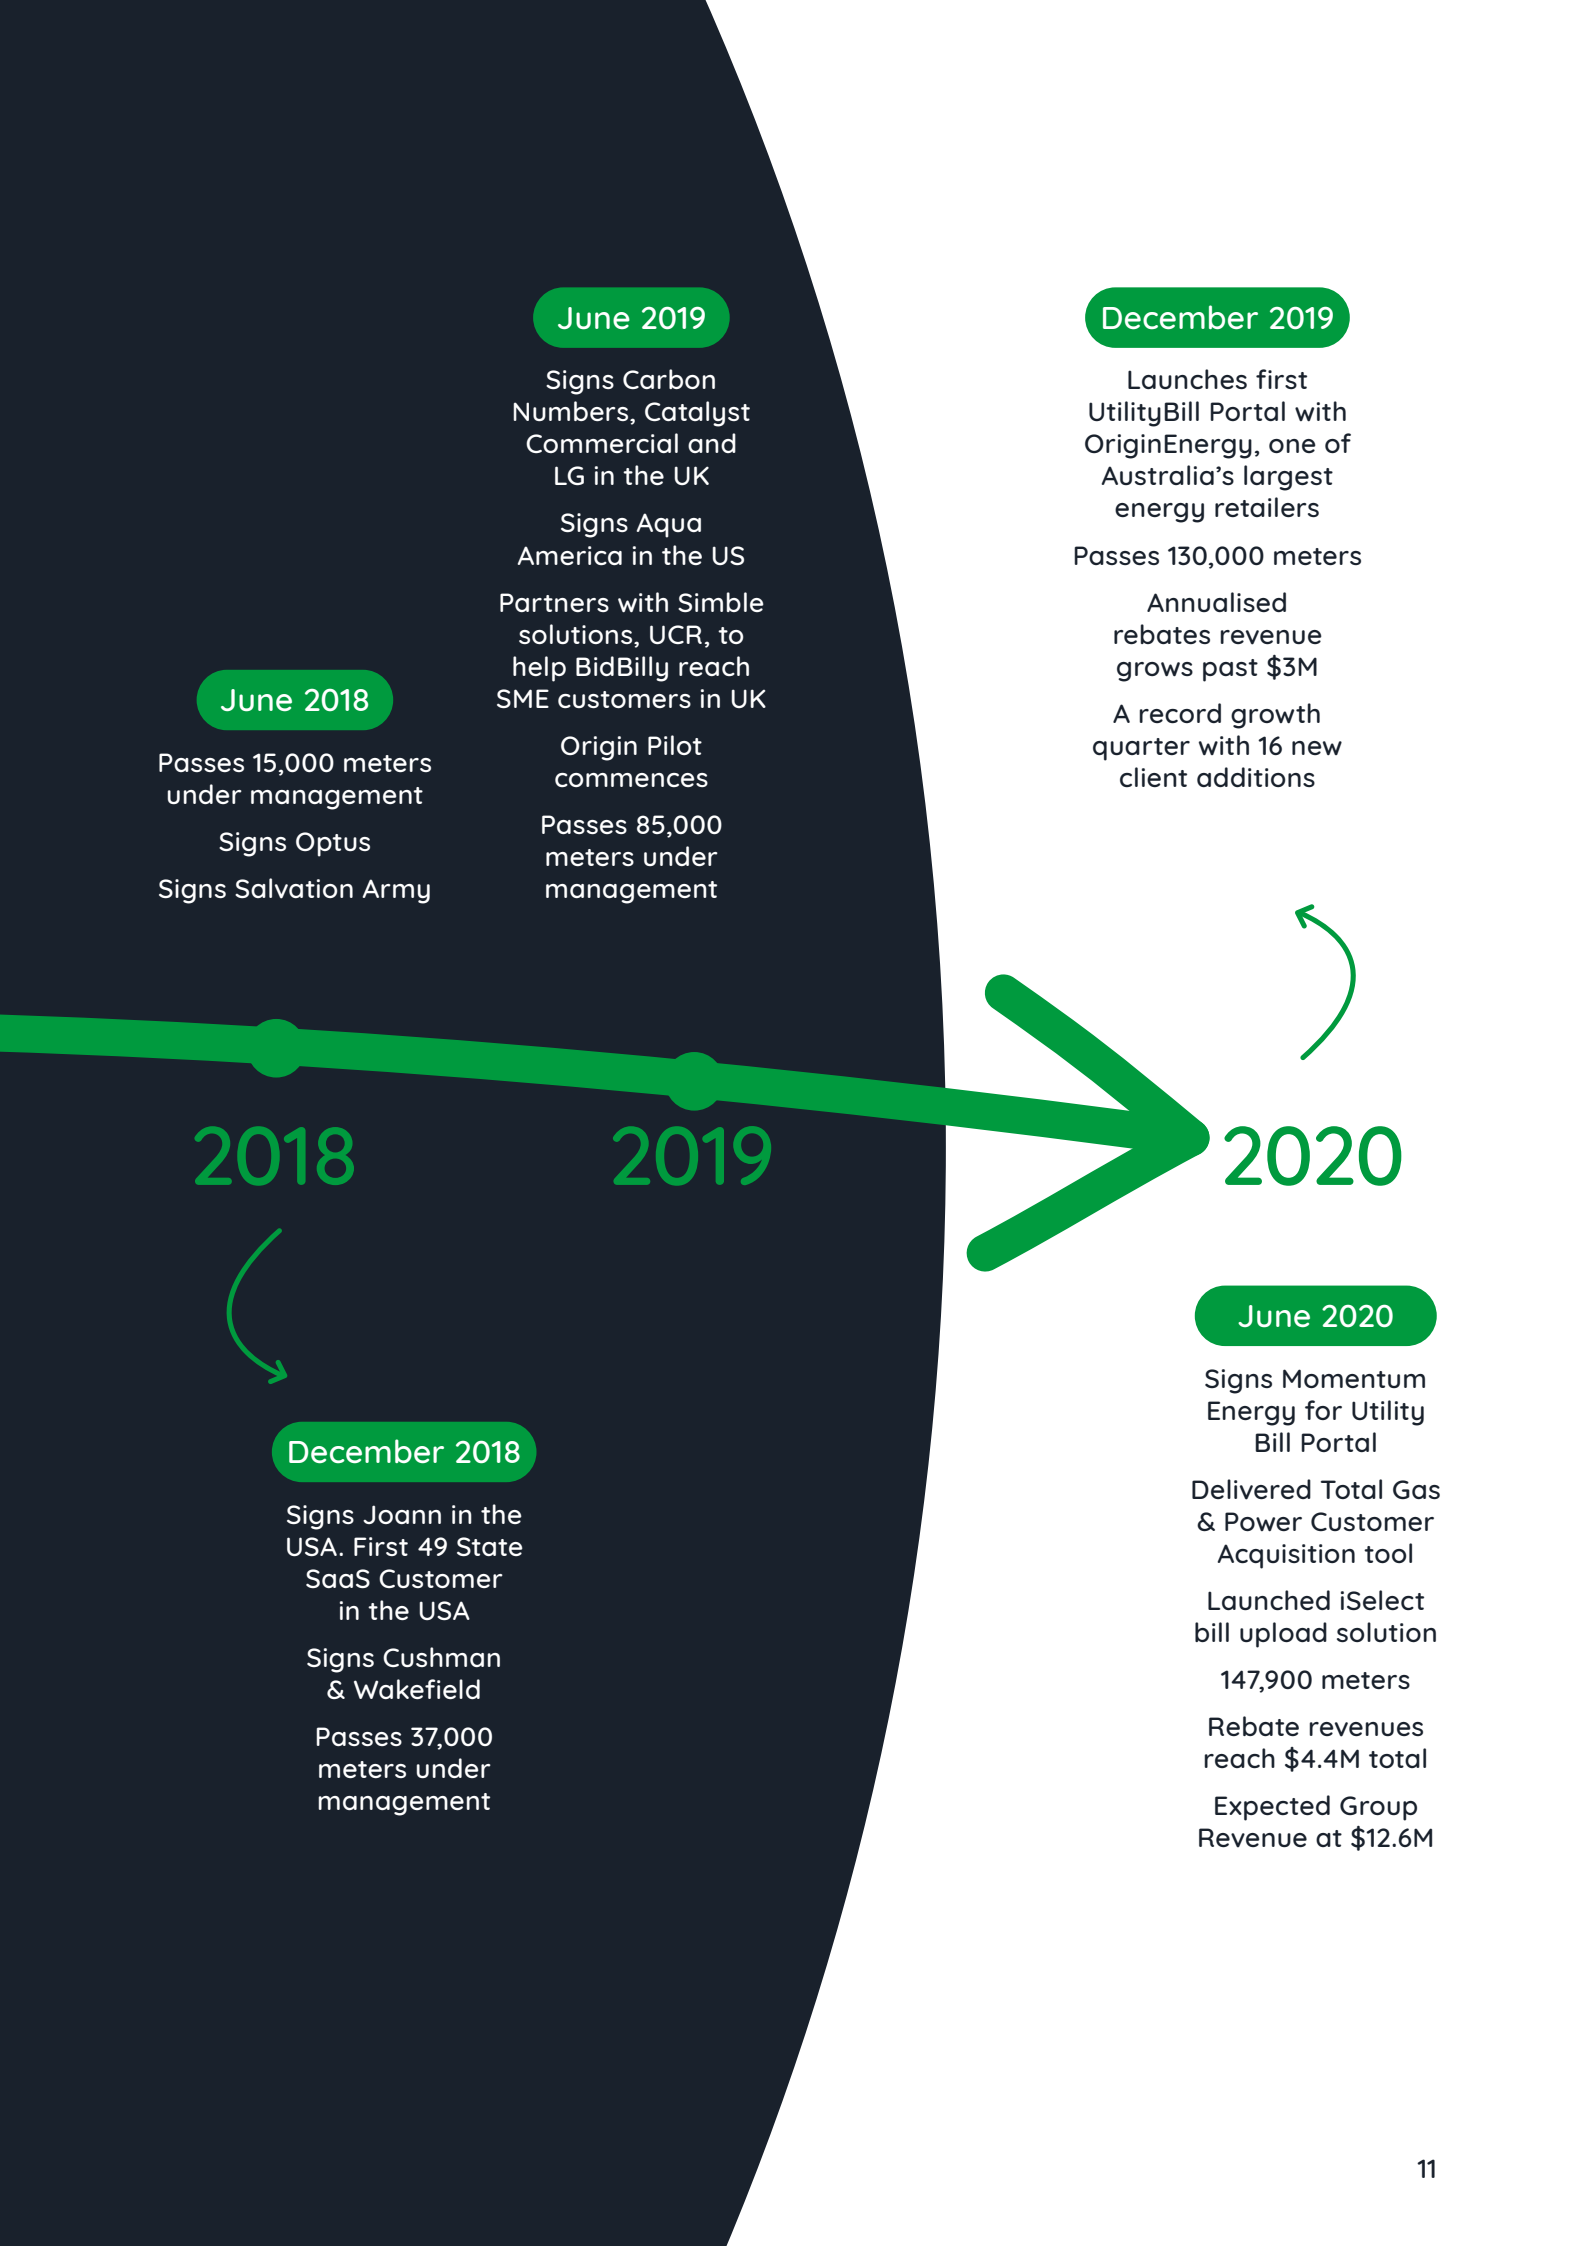 June 2018
Passes 15,000 meters
under management
Signs Optus
Signs Salvation Army
June 2019
Signs Carbon
Numbers, Catalyst
Commercial and
LG in the UK
Signs Aqua
America in the US
Partners with Simble
solutions, UCR, to
help BidBilly reach
SME customers in UK
Origin Pilot
commences
Passes 85,000
meters under
management
December 2019
Launches first
UtilityBill Portal with
OriginEnergy, one of
Australia’s largest
energy retailers
Passes 130,000 meters
Annualised
rebates revenue
grows past $3M
A record growth
quarter with 16 new
client additions
2018
2019
2020
December 2018
Signs Joann in the
USA. First 49 State
SaaS Customer
in the USA
Signs Cushman
& Wakefield
Passes 37,000
meters under
management
June 2020
Signs Momentum
Energy for Utility
Bill Portal
Delivered Total Gas
& Power Customer
Acquisition tool
Launched iSelect
bill upload solution
147,900 meters
Rebate revenues
reach $4.4M total
Expected Group
Revenue at $12.6M
11